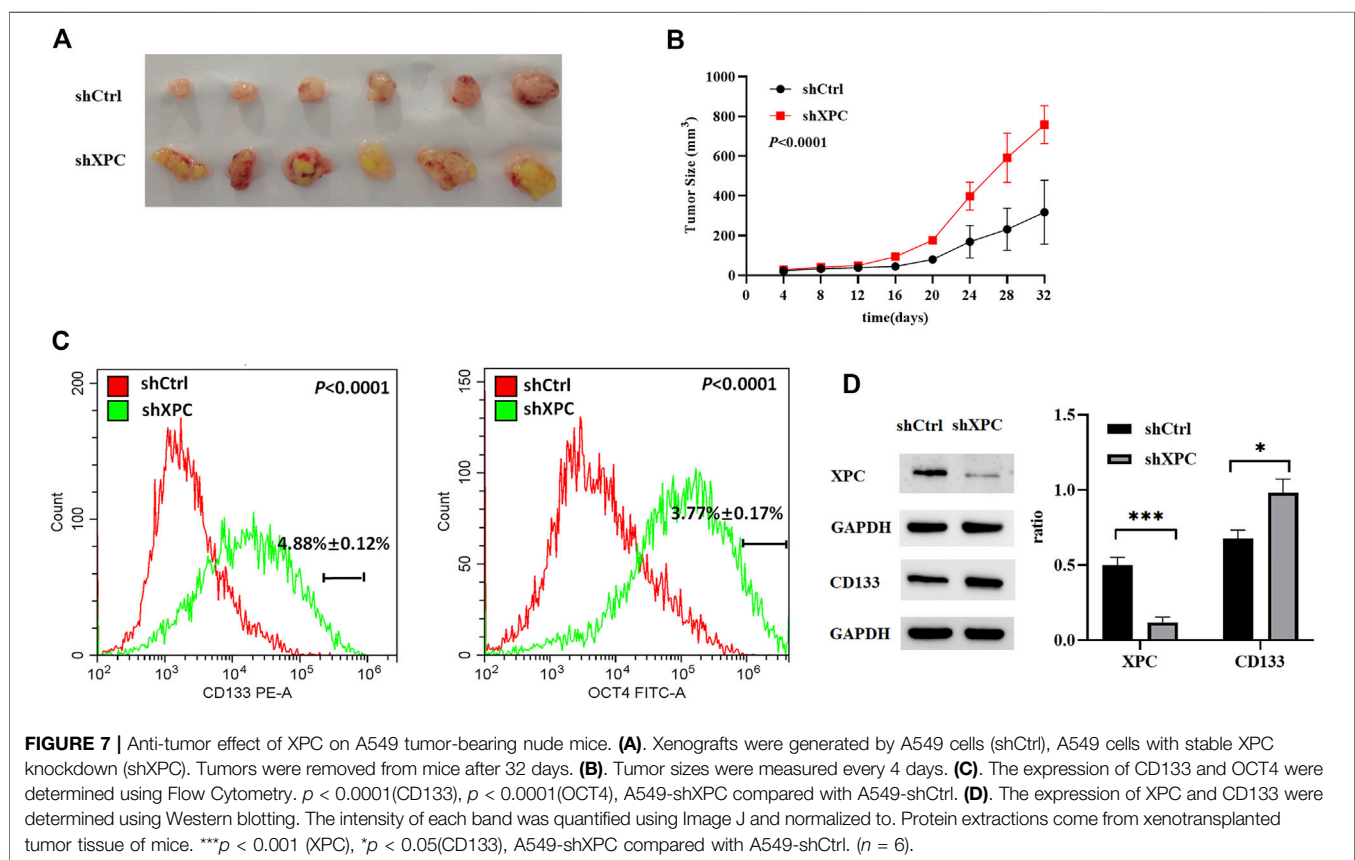 A
shCtrl
shXPC
B
1000
800
600
400
200
0
Tumor Size (mm³)
shCtrl
shXPC
P<0.0001
0 4 8 12 16 20 24 28 32
time(days)
C
200
100
0
Count
shCtrl
shXPC
P<0.0001
4.88%±0.12%
10² 10³ 10⁴ 10⁵ 10⁶
CD133 PE-A
150
100
50
0
Count
shCtrl
shXPC
P<0.0001
3.77%±0.17%
10² 10³ 10⁴ 10⁵ 10⁶
OCT4 FITC-A
D
shCtrl shXPC
XPC
GAPDH
CD133
GAPDH
1.5
1.0
0.5
0.0
ratio
shCtrl
shXPC
***
*
XPC CD133
FIGURE 7 | Anti-tumor effect of XPC on A549 tumor-bearing nude mice. (A). Xenografts were generated by A549 cells (shCtrl), A549 cells with stable XPC
knockdown (shXPC). Tumors were removed from mice after 32 days. (B). Tumor sizes were measured every 4 days. (C). The expression of CD133 and OCT4 were
determined using Flow Cytometry. p < 0.0001(CD133), p < 0.0001(OCT4), A549-shXPC compared with A549-shCtrl. (D). The expression of XPC and CD133 were
determined using Western blotting. The intensity of each band was quantified using Image J and normalized to. Protein extractions come from xenotransplanted
tumor tissue of mice. ***p < 0.001 (XPC), *p < 0.05(CD133), A549-shXPC compared with A549-shCtrl. (n = 6).